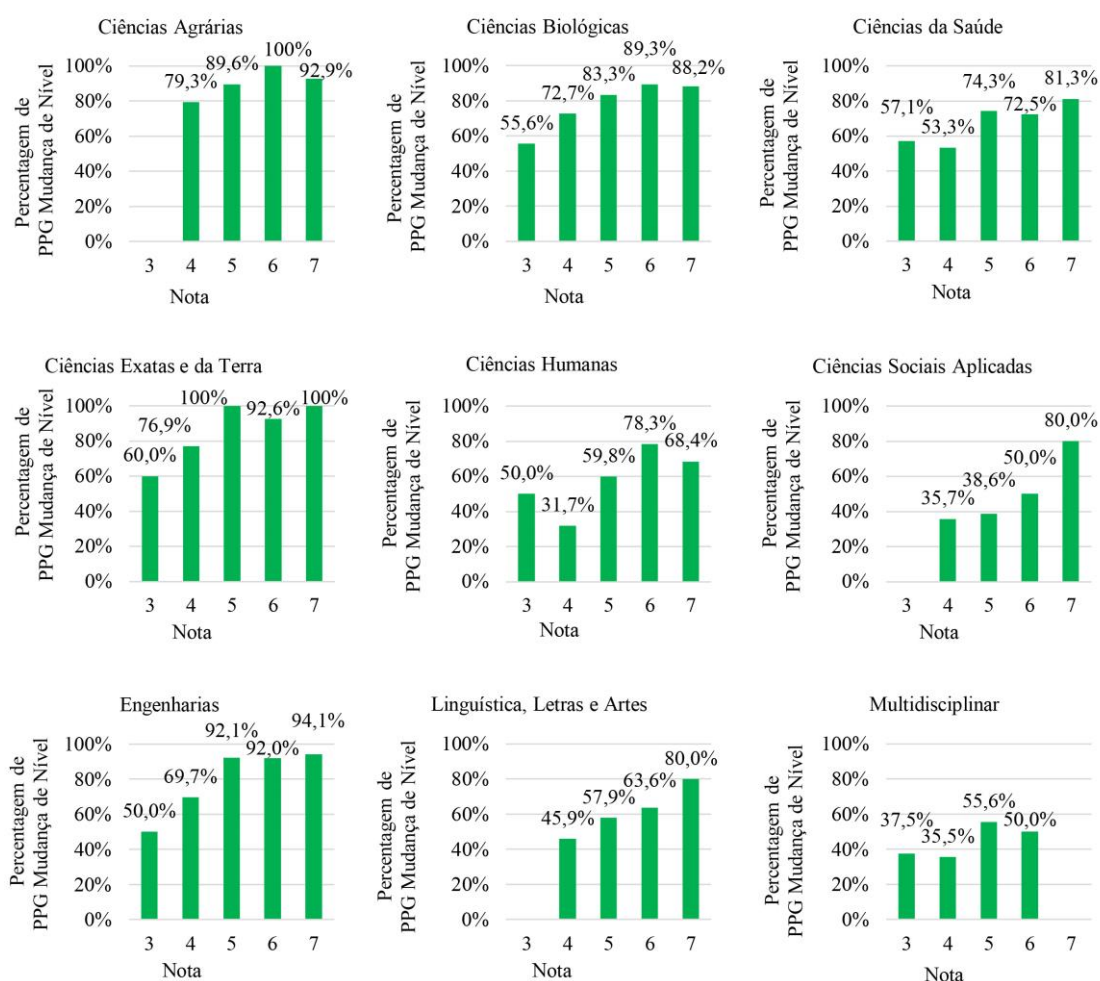 Ciências Agrárias
Percentagem de
PPG Mudança de Nível
100%
80%
60%
40%
20%
0%
79,3%
89,6%
100%
92,9%
3 4 5 6 7
Nota
Ciências Biológicas
Percentagem de
PPG Mudança de Nível
100%
80%
60%
40%
20%
0%
55,6%
72,7%
83,3%
89,3%
88,2%
3 4 5 6 7
Nota
Ciências da Saúde
Percentagem de
PPG Mudança de Nível
100%
80%
60%
40%
20%
0%
57,1%
53,3%
74,3%
72,5%
81,3%
3 4 5 6 7
Nota
Ciências Exatas e da Terra
Percentagem de
PPG Mudança de Nível
100%
80%
60%
40%
20%
0%
60,0%
76,9%
100%
92,6%
100%
3 4 5 6 7
Nota
Ciências Humanas
Percentagem de
PPG Mudança de Nível
100%
80%
60%
40%
20%
0%
50,0%
31,7%
59,8%
78,3%
68,4%
3 4 5 6 7
Nota
Ciências Sociais Aplicadas
Percentagem de
PPG Mudança de Nível
100%
80%
60%
40%
20%
0%
35,7%
38,6%
50,0%
80,0%
3 4 5 6 7
Nota
Engenharias
Percentagem de
PPG Mudança de Nível
100%
80%
60%
40%
20%
0%
50,0%
69,7%
92,1%
92,0%
94,1%
3 4 5 6 7
Nota
Linguística, Letras e Artes
Percentagem de
PPG Mudança de Nível
100%
80%
60%
40%
20%
0%
45,9%
57,9%
63,6%
80,0%
3 4 5 6 7
Nota
Multidisciplinar
Percentagem de
PPG Mudança de Nível
100%
80%
60%
40%
20%
0%
37,5%
35,5%
55,6%
50,0%
3 4 5 6 7
Nota